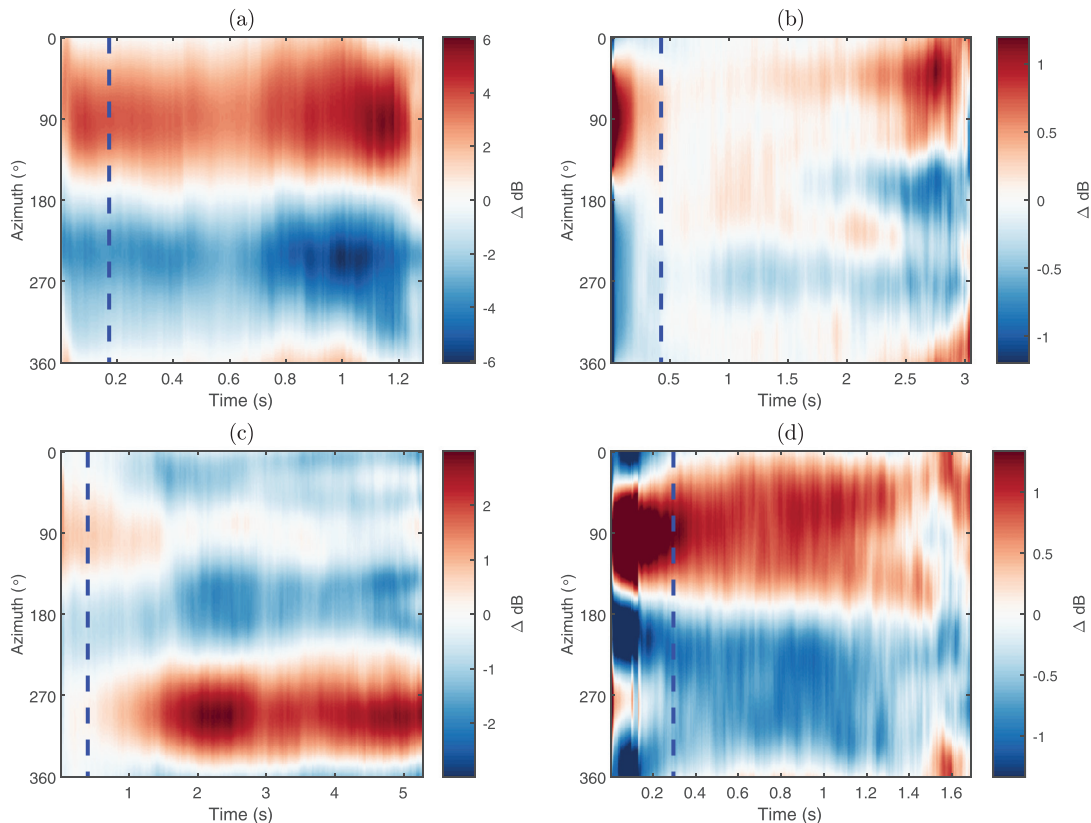 (a)
0
90
180
270
360
Azimuth (°)
0.2 0.4 0.6 0.8 1 1.2
Time (s)
6
4
2
0
-2
-4
-6
Δ dB
(b)
0
90
180
270
360
Azimuth (°)
0.5 1 1.5 2 2.5 3
Time (s)
1
0.5
0
-0.5
-1
Δ dB
(c)
0
90
180
270
360
Azimuth (°)
1 2 3 4 5
Time (s)
2
1
0
-1
-2
Δ dB
(d)
0
90
180
270
360
Azimuth (°)
0.2 0.4 0.6 0.8 1 1.2 1.4 1.6
Time (s)
1
0.5
0
-0.5
-1
Δ dB